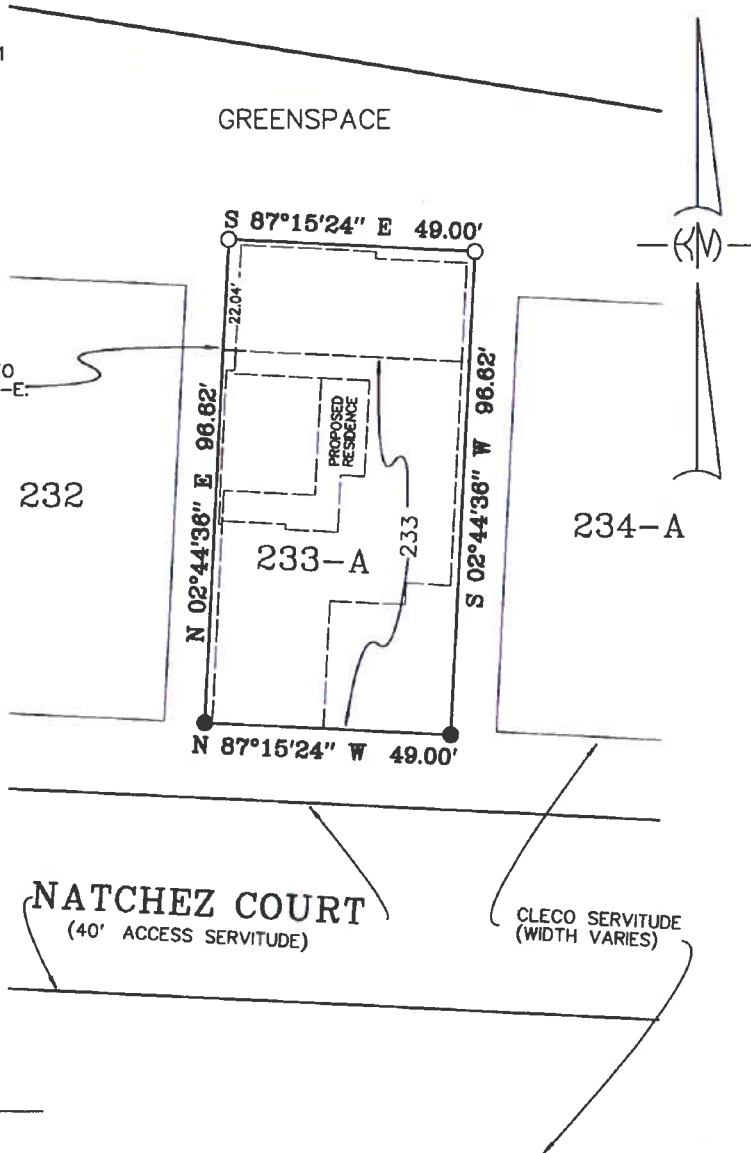 GREENSPACE
S 87°15'24" E 49.00'
KM
22.04'
-E.
N 02°44'36" E 96.62'
S 02°44'36" W 96.62'
PROPOSED
RESIDENCE
232
233-A
233
234-A
N 87°15'24" W 49.00'
NATCHEZ COURT
(40' ACCESS SERVITUDE)
CLECO SERVITUDE
(WIDTH VARIES)